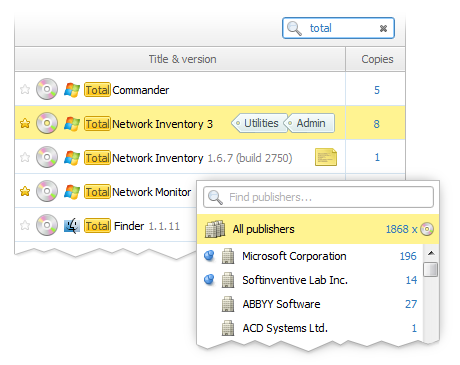 total
Title & version
Copies
Total Commander
5
Total Network Inventory 3
Utilities
Admin
8
Total Network Inventory 1.6.7 (build 2750)
1
Total Network Monitor
Total Finder 1.1.11
Find publishers...
All publishers
1868 x
Microsoft Corporation
196
Softinventive Lab Inc.
14
ABBYY Software
27
ACD Systems Ltd.
1